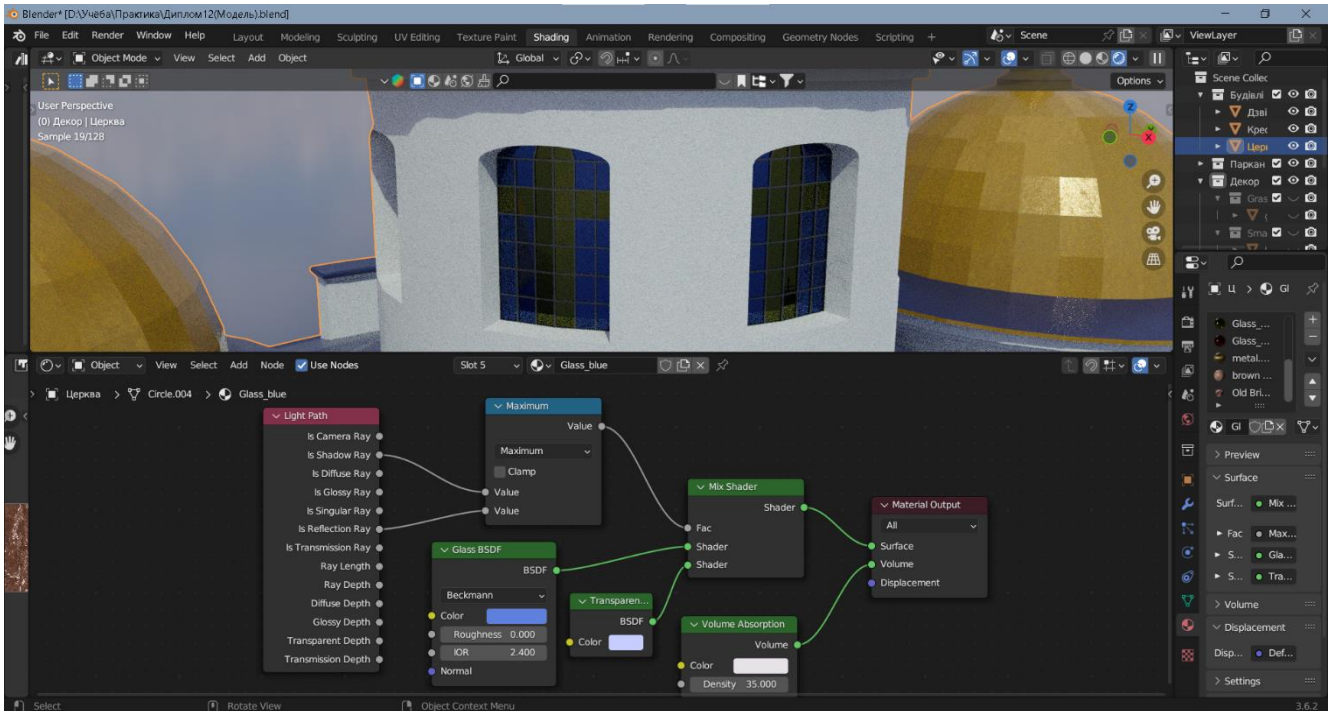 Blender* [D:\Учёба\Практика\Диплом12(Модель).blend]
File Edit Render Window Help Layout Modeling Sculpting UV Editing Texture Paint Shading Animation Rendering Compositing Geometry Nodes Scripting + Scene ViewLayer
Object Mode View Select Add Object Global
Options
User Perspective
(0) Декор | Церква
Sample 19/128
Z
X
Scene Collec
Будівлі
Дзві
Крес
Церк
Паркан
Декор
Gras
Sma
Object View Select Add Node Use Nodes Slot 5 Glass_blue
Церква > Circle.004 > Glass_blue
Light Path
Is Camera Ray
Is Shadow Ray
Is Diffuse Ray
Is Glossy Ray
Is Singular Ray
Is Reflection Ray
Is Transmission Ray
Ray Length
Ray Depth
Diffuse Depth
Glossy Depth
Transparent Depth
Transmission Depth
Maximum
Value
Maximum
Clamp
Value
Value
Glass BSDF
BSDF
Beckmann
Color
Roughness 0.000
IOR 2.400
Normal
Transparen...
BSDF
Color
Mix Shader
Shader
Fac
Shader
Shader
Volume Absorption
Volume
Color
Density 35.000
Material Output
All
Surface
Volume
Displacement
Ц > Gl
Glass_...
Glass_...
metal....
brown ...
Old Bri...
Gl
Preview
Surface
Surf... Mix ...
Fac Max...
S... Gla...
S... Tra...
Volume
Displacement
Disp... Def...
Settings
Select Rotate View Object Context Menu 3.6.2